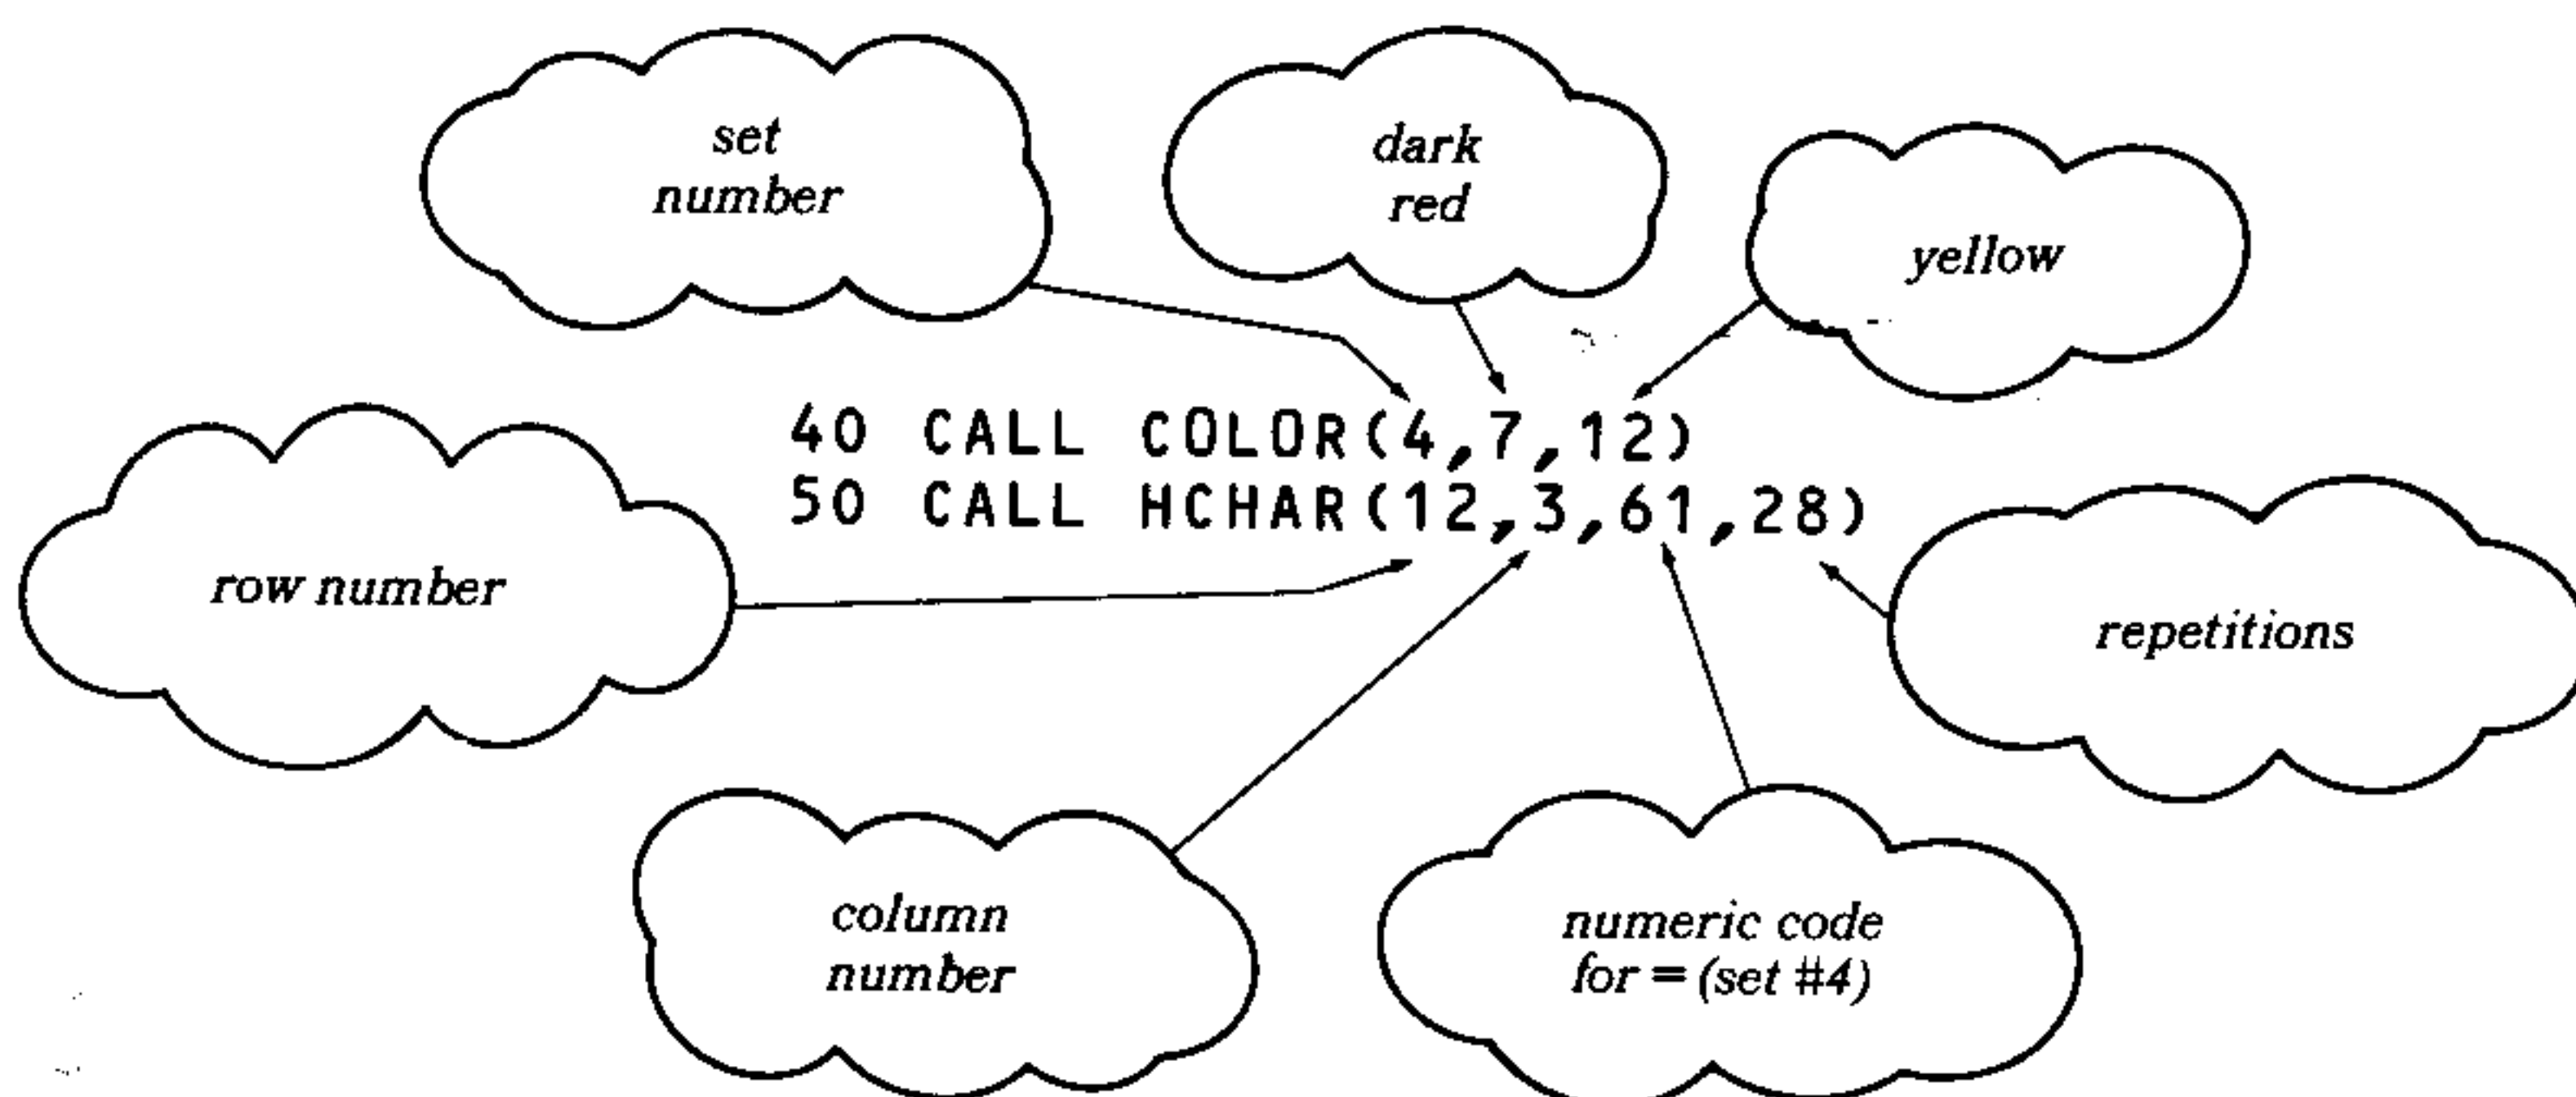 set
number
dark
red
yellow
40 CALL COLOR(4,7,12)
50 CALL HCHAR(12,3,61,28)
row number
repetitions
column
number
numeric code
for = (set #4)